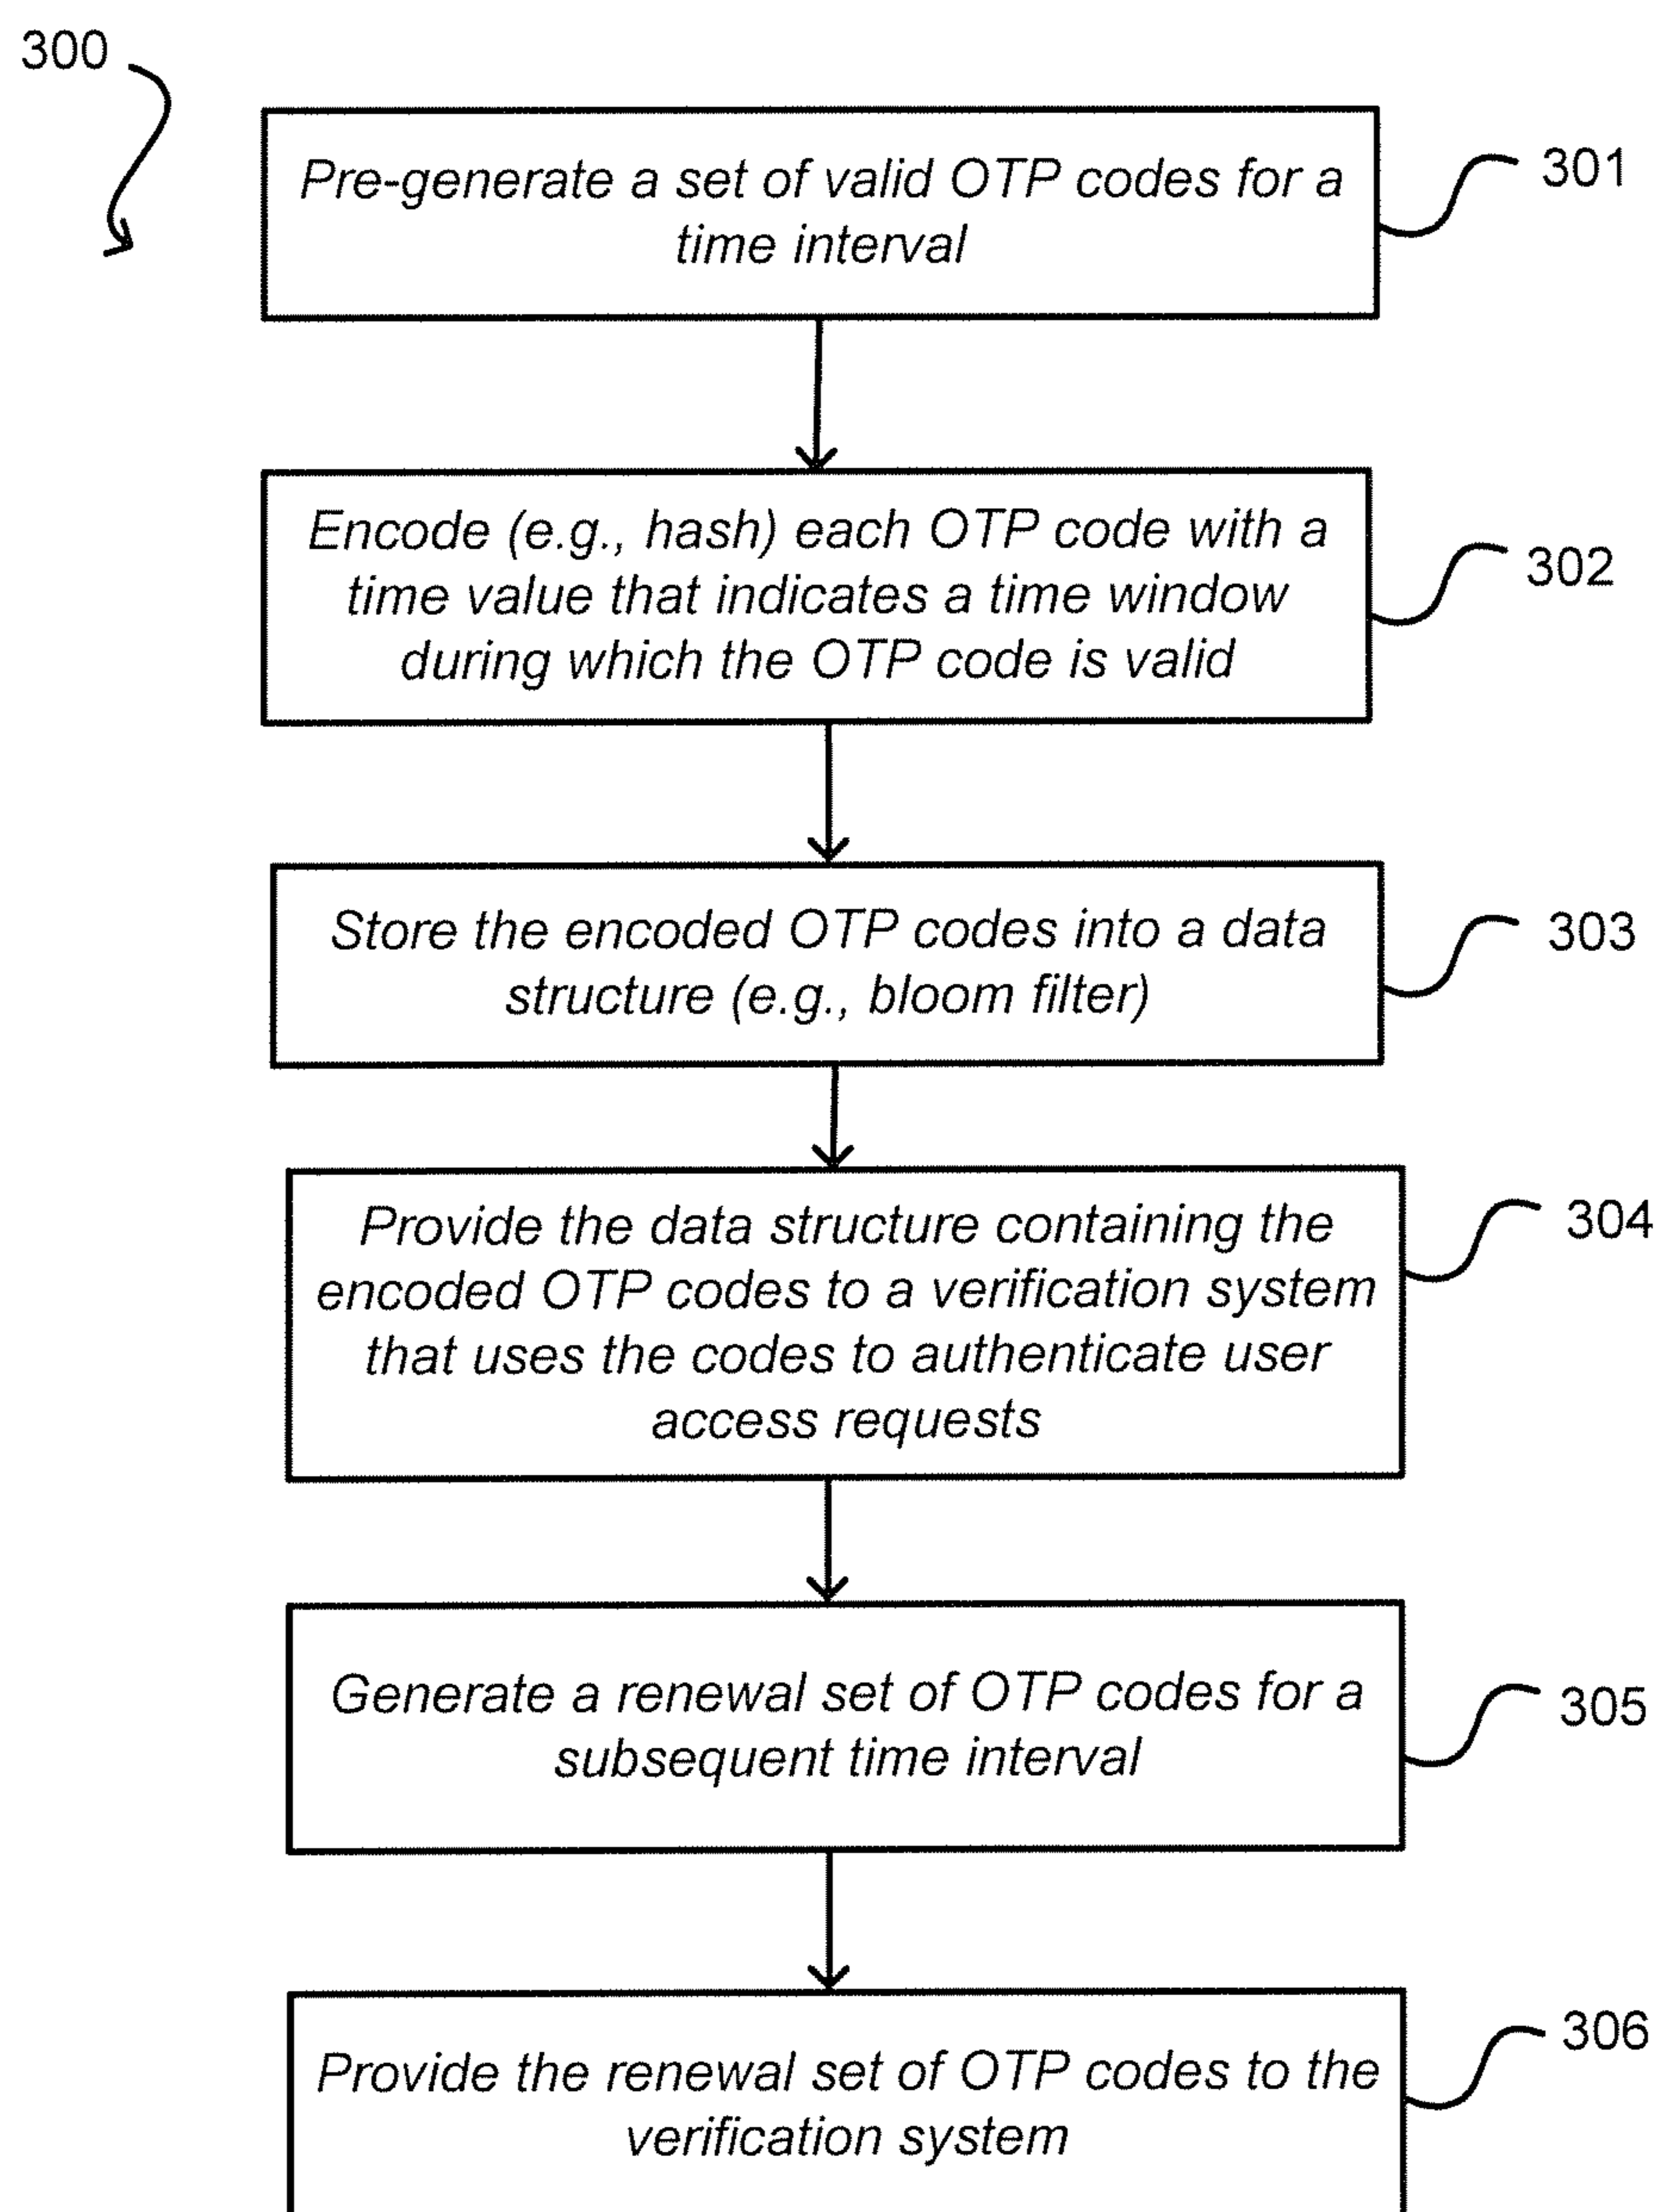 300
Pre-generate a set of valid OTP codes for a
time interval
301
Encode (e.g., hash) each OTP code with a
time value that indicates a time window
during which the OTP code is valid
302
Store the encoded OTP codes into a data
structure (e.g., bloom filter)
303
Provide the data structure containing the
encoded OTP codes to a verification system
that uses the codes to authenticate user
access requests
304
Generate a renewal set of OTP codes for a
subsequent time interval
305
Provide the renewal set of OTP codes to the
verification system
306